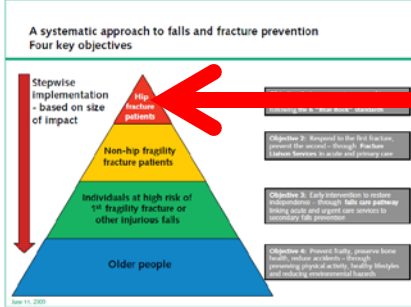 A systematic approach to falls and fracture prevention
Four key objectives
Stepwise
implementation
- based on size
of impact
Hip
fracture
patients
Non-hip fragility
fracture patients
Individuals at high risk of
1st fragility fracture or
other injurious falls
Older people
Objective 2: Respond to the first fracture,
prevent the second – through Fracture
Liaison Services in acute and primary care
Objective 3: Early intervention to restore
independence – through falls care pathway
linking acute and urgent care services to
secondary falls prevention
Objective 4: Prevent frailty, preserve bone
health, reduce accidents – through
preserving physical activity, healthy lifestyles
and reducing environmental hazards
June 11, 2009